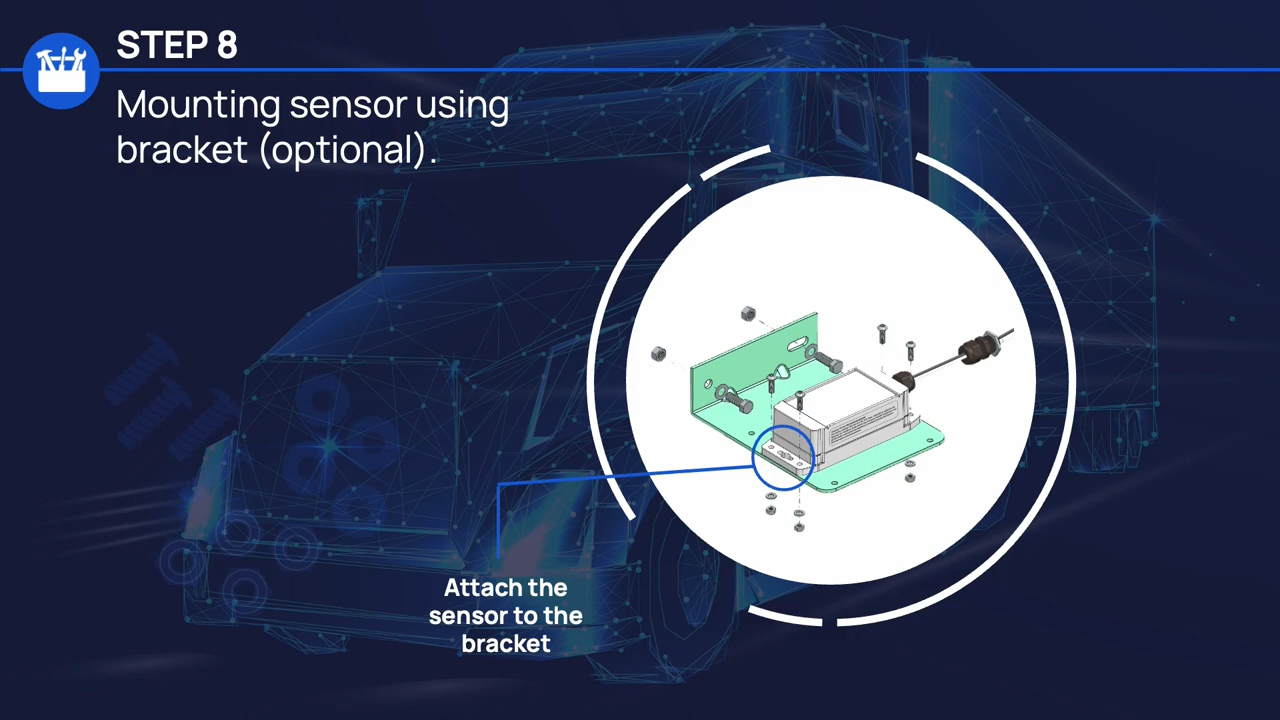 STEP 8
Mounting sensor using
bracket (optional).
Attach the
sensor to the
bracket